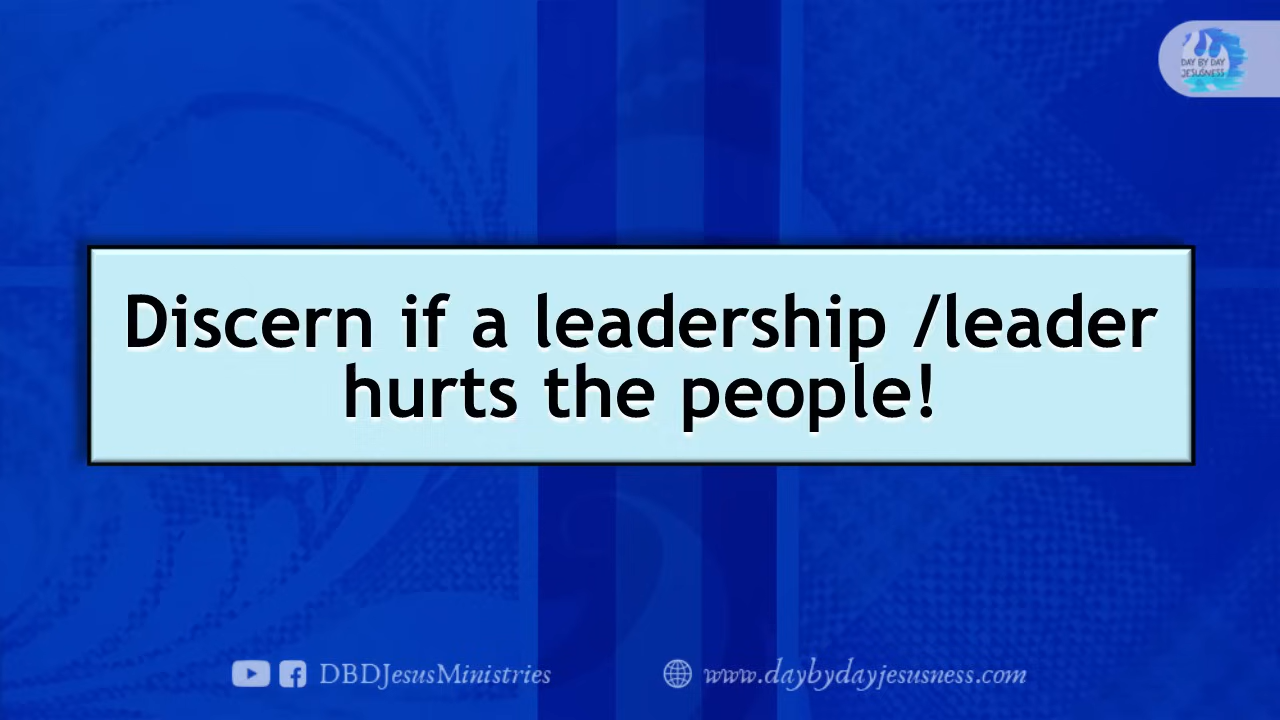 DAY BY DAY
JESUSNESS
Discern if a leadership /leader
hurts the people!
DBDJesusMinistries
www.daybydayjesusness.com